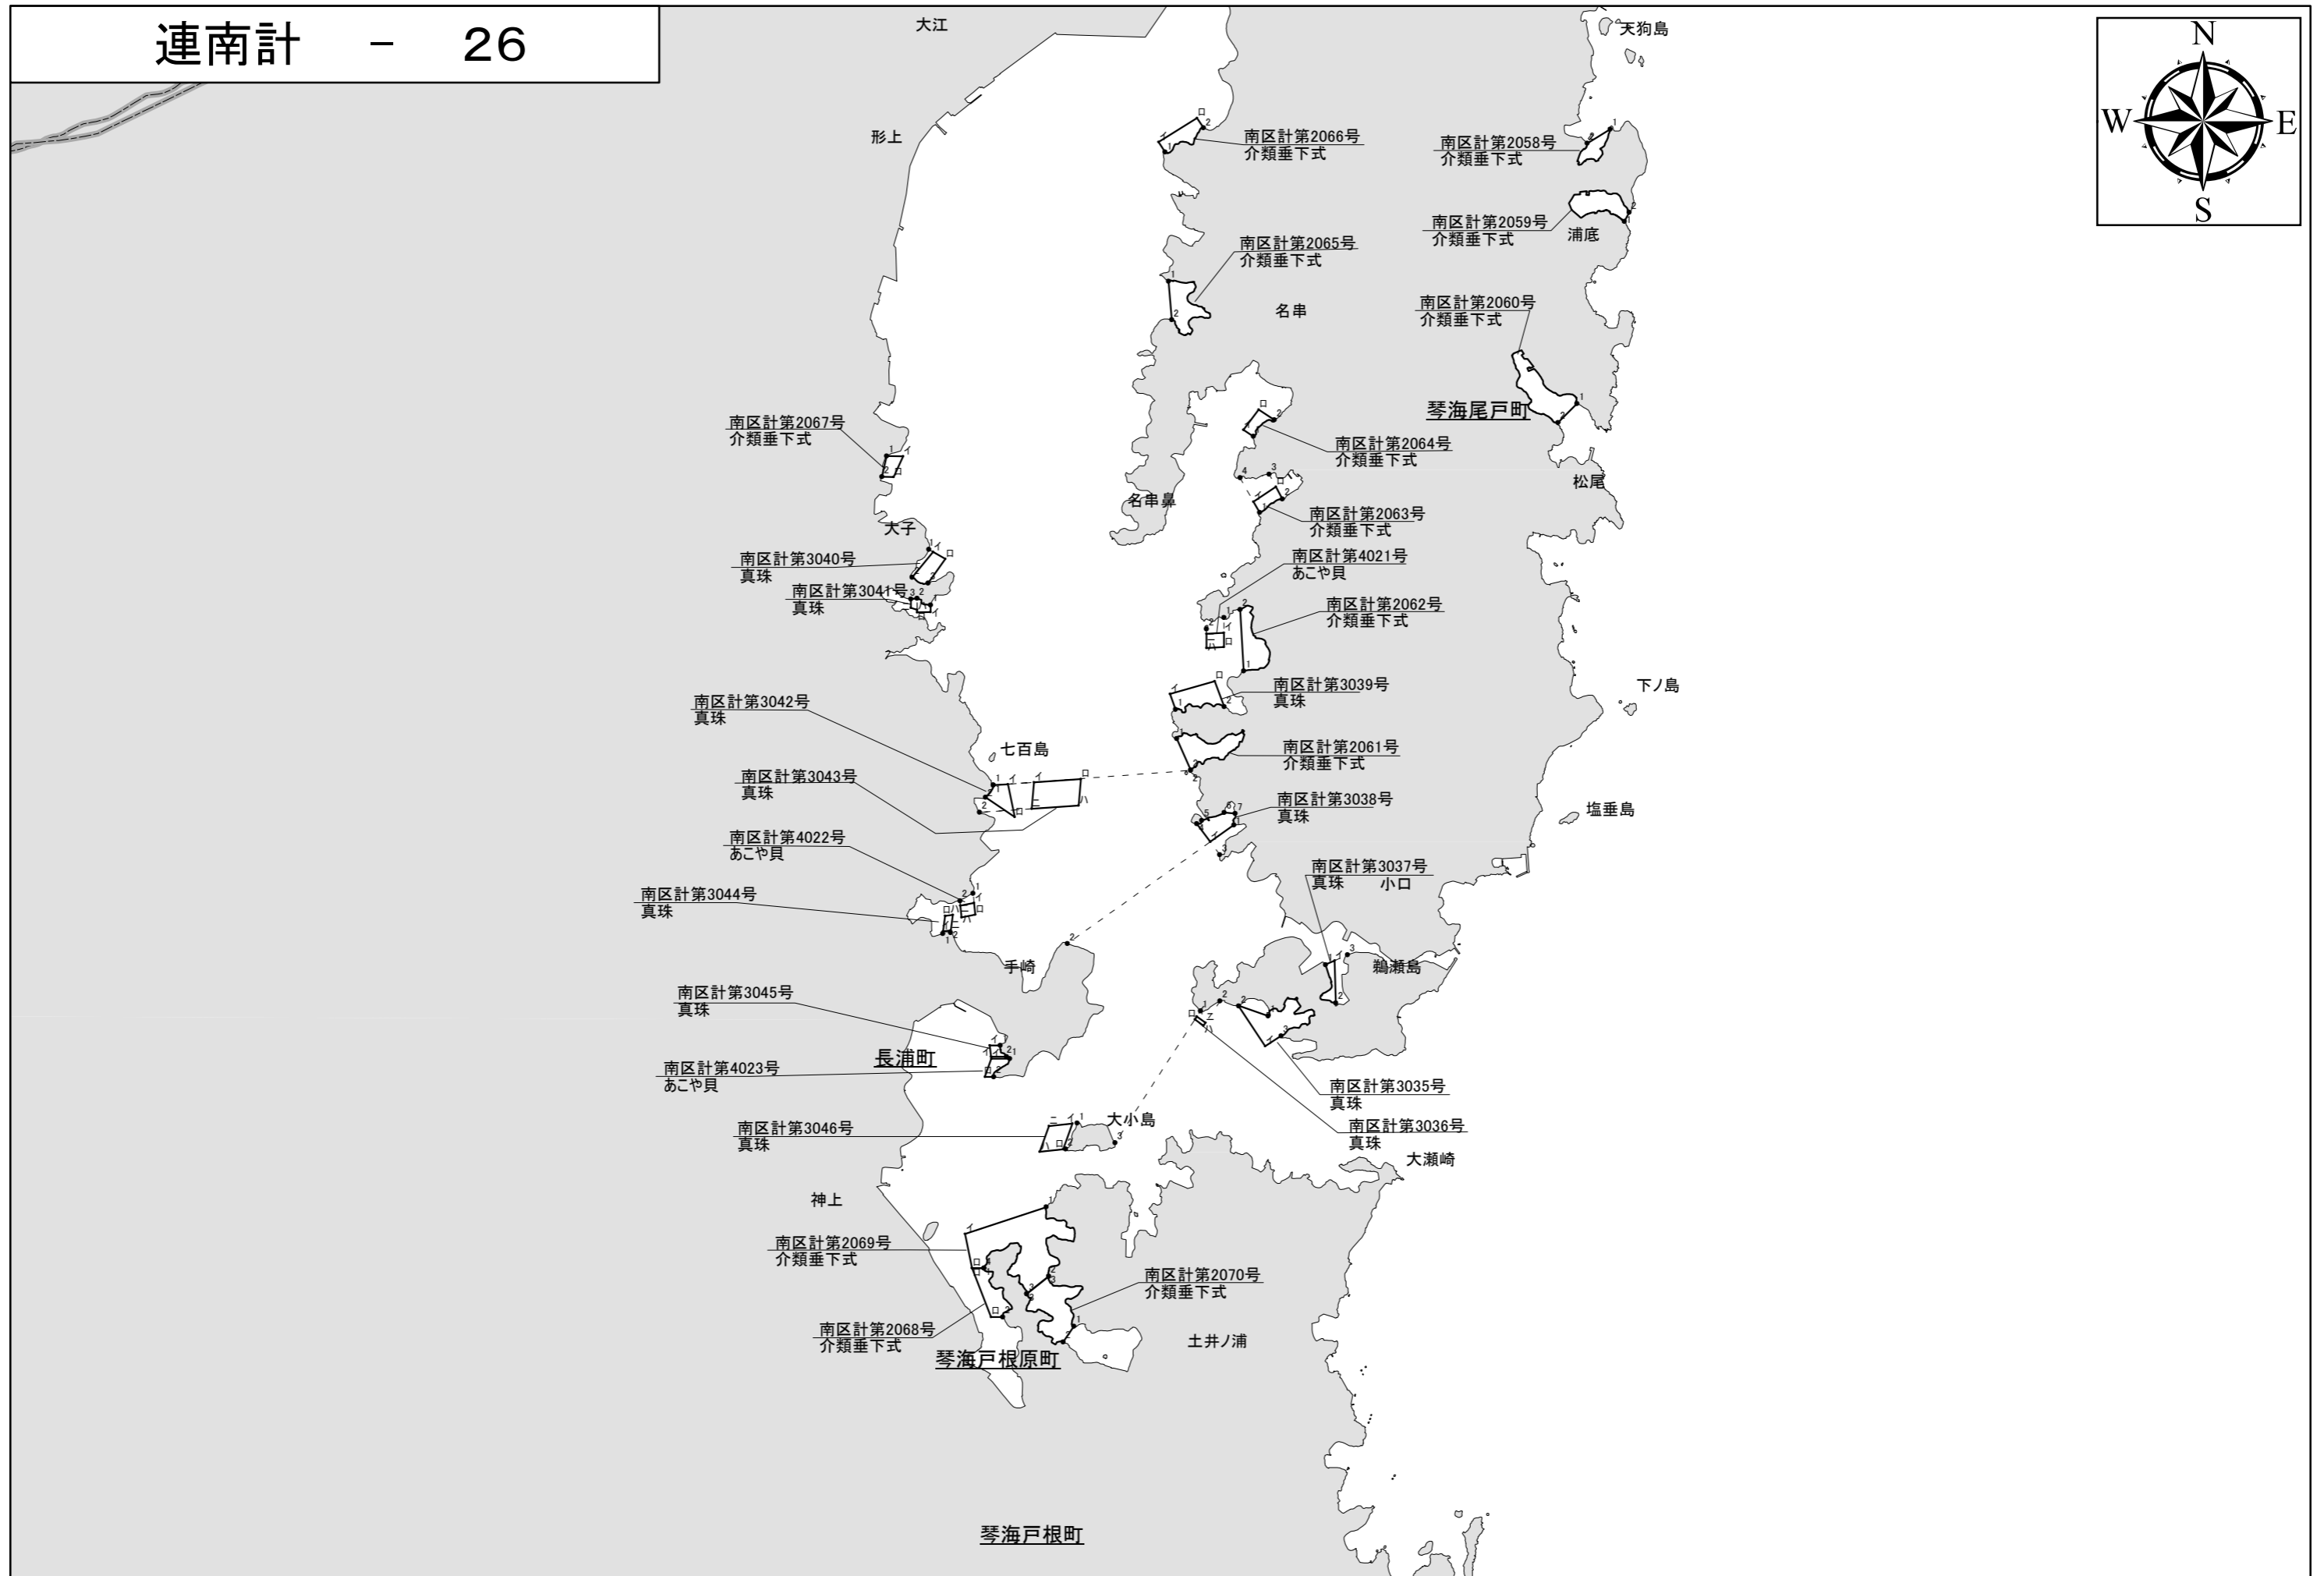 連南計 － 26
N
W
E
S
大江
天狗島
形上
南区計第2066号
介類垂下式
南区計第2058号
介類垂下式
南区計第2059号
介類垂下式
浦底
南区計第2065号
介類垂下式
名串
南区計第2060号
介類垂下式
琴海尾戸町
南区計第2067号
介類垂下式
南区計第2064号
介類垂下式
松尾
名串鼻
南区計第2063号
介類垂下式
大子
南区計第3040号
真珠
南区計第4021号
あこや貝
南区計第3041号
真珠
南区計第2062号
介類垂下式
南区計第3039号
真珠
下ノ島
南区計第3042号
真珠
七百島
南区計第2061号
介類垂下式
南区計第3043号
真珠
南区計第3038号
真珠
塩垂島
南区計第4022号
あこや貝
南区計第3037号
真珠
小口
南区計第3044号
真珠
手崎
鵜瀬島
南区計第3045号
真珠
長浦町
南区計第4023号
あこや貝
南区計第3035号
真珠
大小島
南区計第3046号
真珠
南区計第3036号
真珠
大瀬崎
神上
南区計第2069号
介類垂下式
南区計第2070号
介類垂下式
南区計第2068号
介類垂下式
土井ノ浦
琴海戸根原町
琴海戸根町